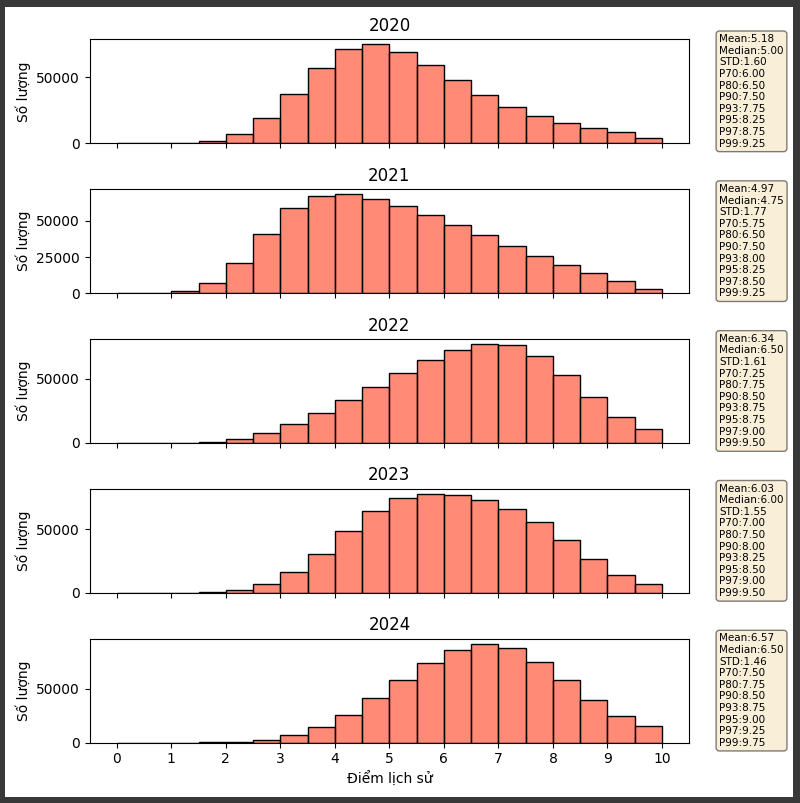 2020
Số lượng
50000
0
Mean:5.18
Median:5.00
STD:1.60
P70:6.00
P80:6.50
P90:7.50
P93:7.75
P95:8.25
P97:8.75
P99:9.25
2021
Số lượng
50000
25000
0
Mean:4.97
Median:4.75
STD:1.77
P70:5.75
P80:6.50
P90:7.50
P93:8.00
P95:8.25
P97:8.50
P99:9.25
2022
Số lượng
50000
0
Mean:6.34
Median:6.50
STD:1.61
P70:7.25
P80:7.75
P90:8.50
P93:8.75
P95:8.75
P97:9.00
P99:9.50
2023
Số lượng
50000
0
Mean:6.03
Median:6.00
STD:1.55
P70:7.00
P80:7.50
P90:8.00
P93:8.25
P95:8.50
P97:9.00
P99:9.50
2024
Số lượng
50000
0
Mean:6.57
Median:6.50
STD:1.46
P70:7.50
P80:7.75
P90:8.50
P93:8.75
P95:9.00
P97:9.25
P99:9.75
0 1 2 3 4 5 6 7 8 9 10
Điểm lịch sử